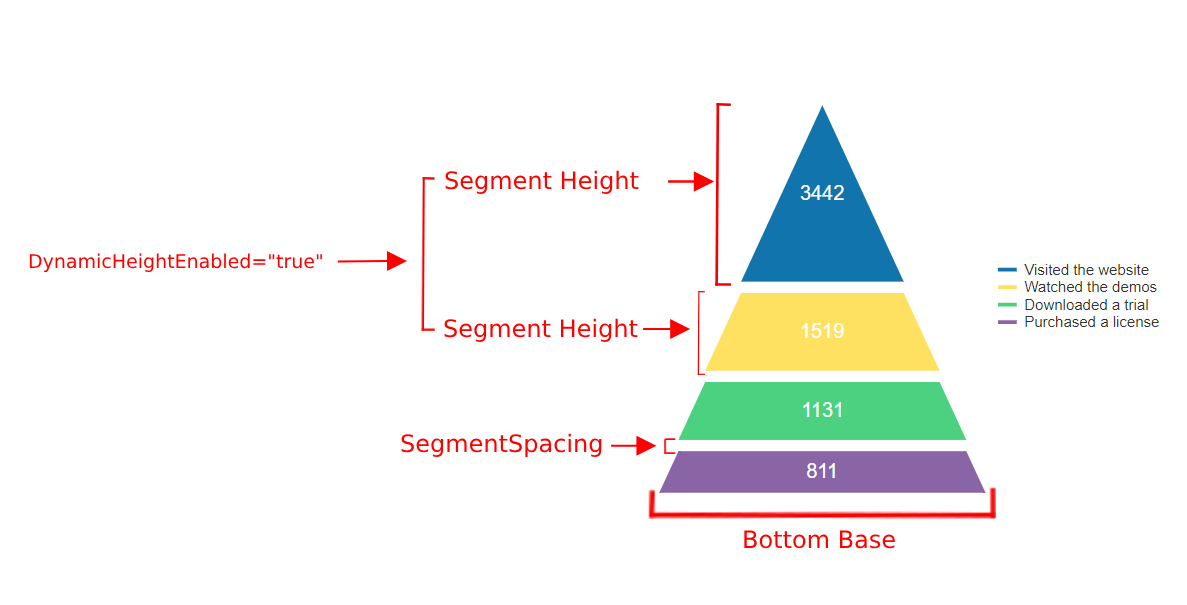 Segment Height
3442
DynamicHeightEnabled="true"
Visited the website
Watched the demos
Downloaded a trial
Purchased a license
Segment Height
1519
1131
SegmentSpacing
811
Bottom Base